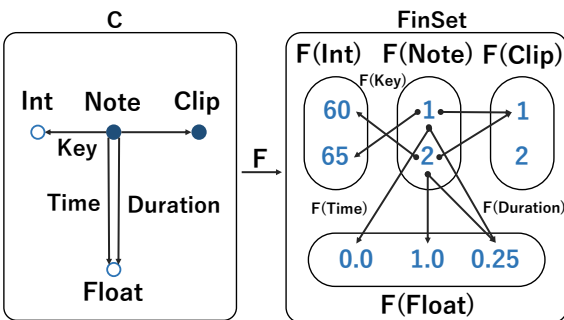 C
Int Note Clip
Key
Time Duration
Float
F
FinSet
F(Int) F(Note) F(Clip)
F(Key)
60 1 1
65 2 2
F(Time) F(Duration)
0.0 1.0 0.25
F(Float)